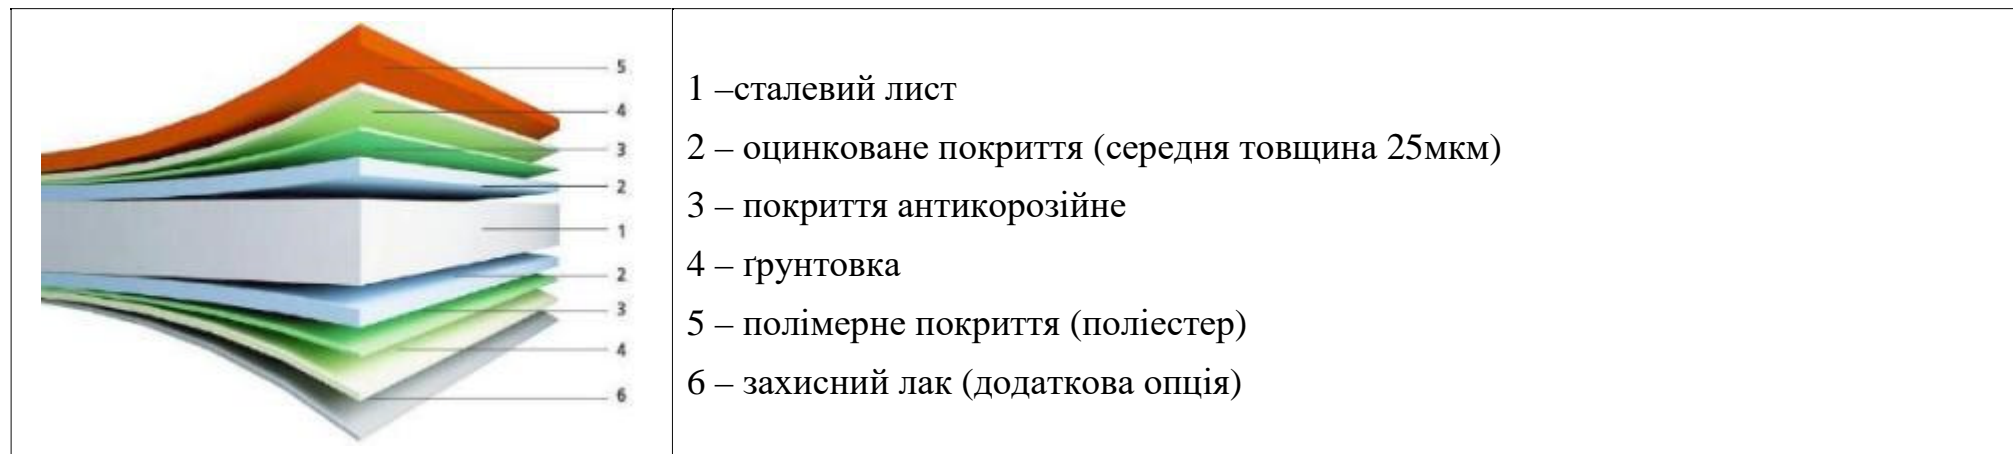 5
4
3
2
1
2
3
4
6
1 –сталевий лист
2 – оцинковане покриття (середня товщина 25мкм)
3 – покриття антикорозійне
4 – ґрунтовка
5 – полімерне покриття (поліестер)
6 – захисний лак (додаткова опція)